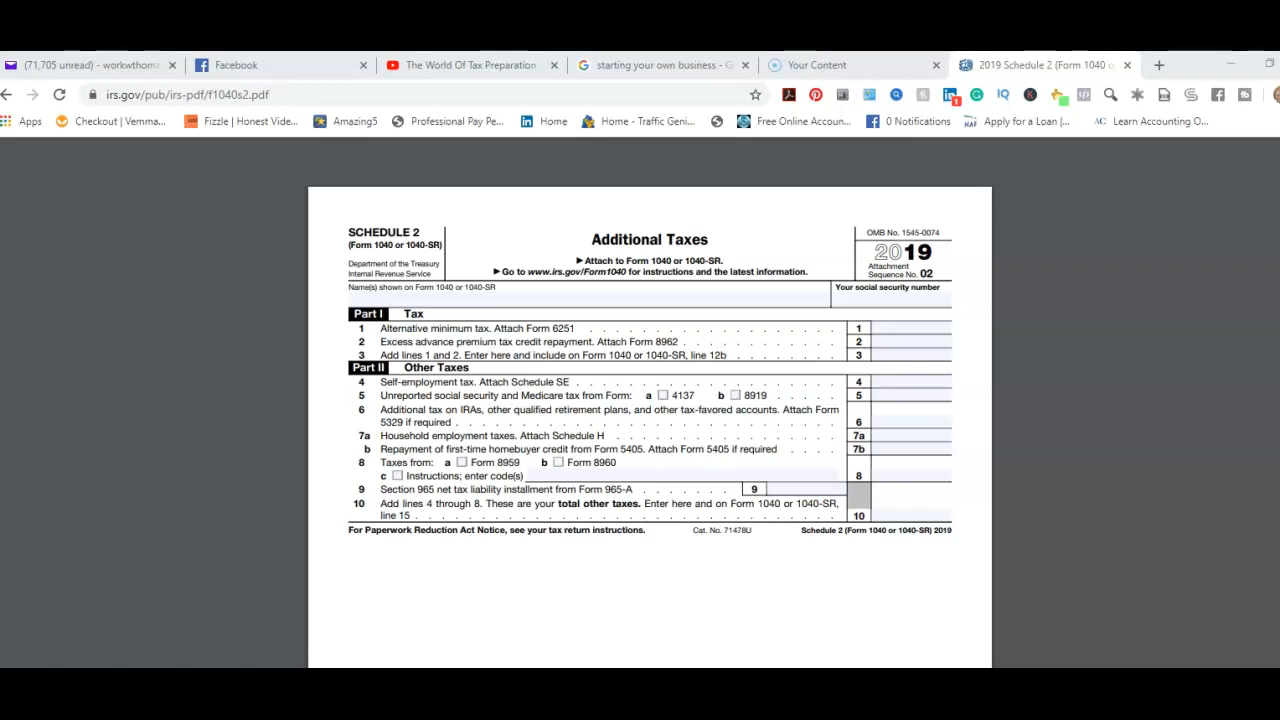 (71,705 unread) - workwthoma
Facebook
The World Of Tax Preparation
starting your own business - G
Your Content
2019 Schedule 2 (Form 1040 o
irs.gov/pub/irs-pdf/f1040s2.pdf
Apps
Checkout | Vemma...
Fizzle | Honest Vide...
Amazing5
Professional Pay Pe...
Home
Home - Traffic Geni...
Free Online Accoun...
0 Notifications
Apply for a Loan |...
Learn Accounting O...
SCHEDULE 2
(Form 1040 or 1040-SR)
Department of the Treasury
Internal Revenue Service
Additional Taxes
▶ Attach to Form 1040 or 1040-SR.
▶ Go to www.irs.gov/Form1040 for instructions and the latest information.
OMB No. 1545-0074
2019
Attachment
Sequence No. 02
Name(s) shown on Form 1040 or 1040-SR
Your social security number
Part I Tax
1 Alternative minimum tax. Attach Form 6251 . . . . . . . . . . . . . . . . . 1
2 Excess advance premium tax credit repayment. Attach Form 8962 . . . . . . . . . . 2
3 Add lines 1 and 2. Enter here and include on Form 1040 or 1040-SR, line 12b . . . . . . . 3
Part II Other Taxes
4 Self-employment tax. Attach Schedule SE . . . . . . . . . . . . . . . . . 4
5 Unreported social security and Medicare tax from Form: a 4137 b 8919 . . . . . 5
6 Additional tax on IRAs, other qualified retirement plans, and other tax-favored accounts. Attach Form
5329 if required . . . . . . . . . . . . . . . . . . . . . . . . 6
7a Household employment taxes. Attach Schedule H . . . . . . . . . . . . . . . 7a
b Repayment of first-time homebuyer credit from Form 5405. Attach Form 5405 if required . . . . 7b
8 Taxes from: a Form 8959 b Form 8960
c Instructions; enter code(s) 8
9 Section 965 net tax liability installment from Form 965-A . . . . . . . 9
10 Add lines 4 through 8. These are your total other taxes. Enter here and on Form 1040 or 1040-SR,
line 15 . . . . . . . . . . . . . . . . . . . . . . . . . . . 10
For Paperwork Reduction Act Notice, see your tax return instructions.
Cat. No. 71478U
Schedule 2 (Form 1040 or 1040-SR) 2019